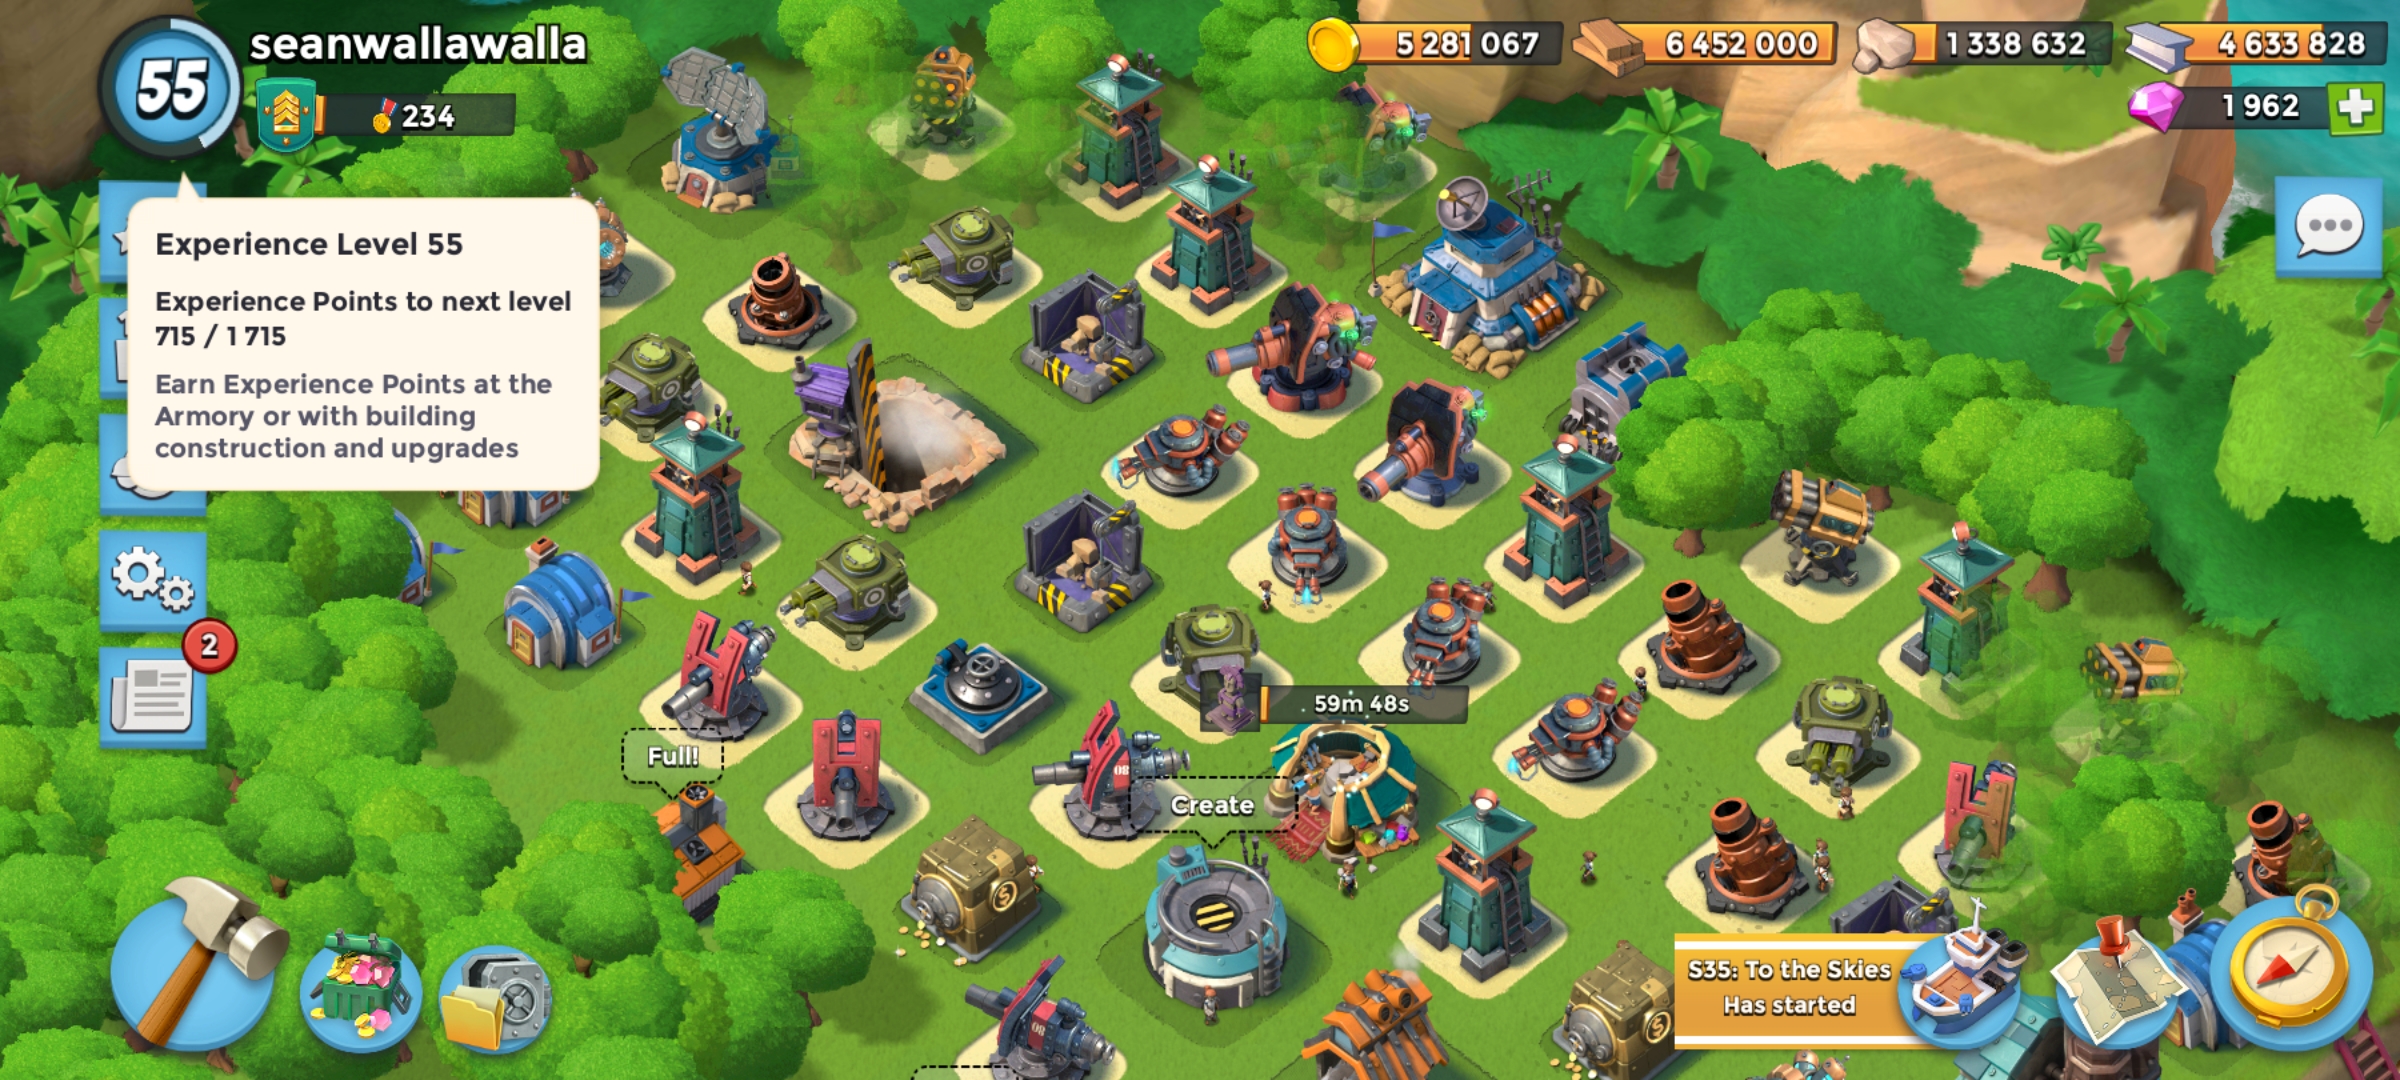 55
seanwallawalla
234
5 281 067
6 452 000
1 338 632
4 633 828
1 962
Experience Level 55
Experience Points to next level
715 / 1 715
Earn Experience Points at the
Armory or with building
construction and upgrades
2
59m 48s
Full!
08
Create
08
S35: To the Skies
Has started